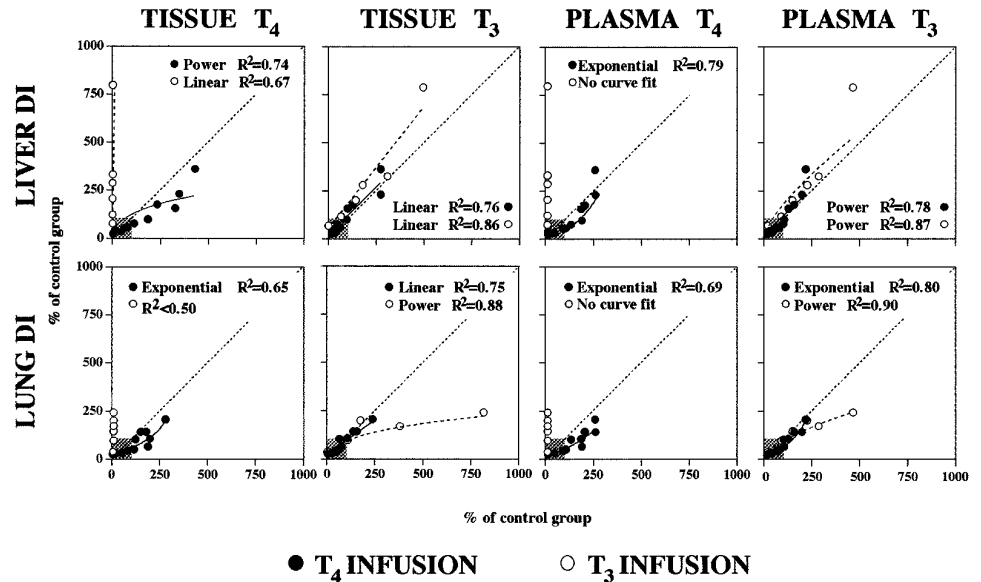 TISSUE T4
TISSUE T3
PLASMA T4
PLASMA T3
LIVER DI
LUNG DI
% of control group
1000
750
500
250
0
● Power R²=0.74
○ Linear R²=0.67
Linear R²=0.76 ●
Linear R²=0.86 ○
● Exponential R²=0.79
○ No curve fit
Power R²=0.78 ●
Power R²=0.87 ○
1000
750
500
250
0
● Exponential R²=0.65
○ R²<0.50
● Linear R²=0.75
○ Power R²=0.88
● Exponential R²=0.69
○ No curve fit
● Exponential R²=0.80
○ Power R²=0.90
0 250 500 750 1000
0 250 500 750 1000
0 250 500 750 1000
0 250 500 750 1000
% of control group
● T4 INFUSION ○ T3 INFUSION